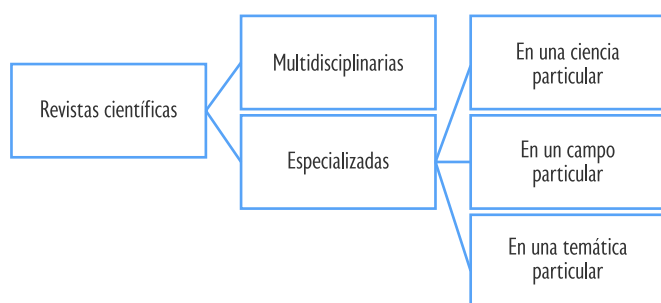 Revistas científicas
Multidisciplinarias
Especializadas
En una ciencia
particular
En un campo
particular
En una temática
particular